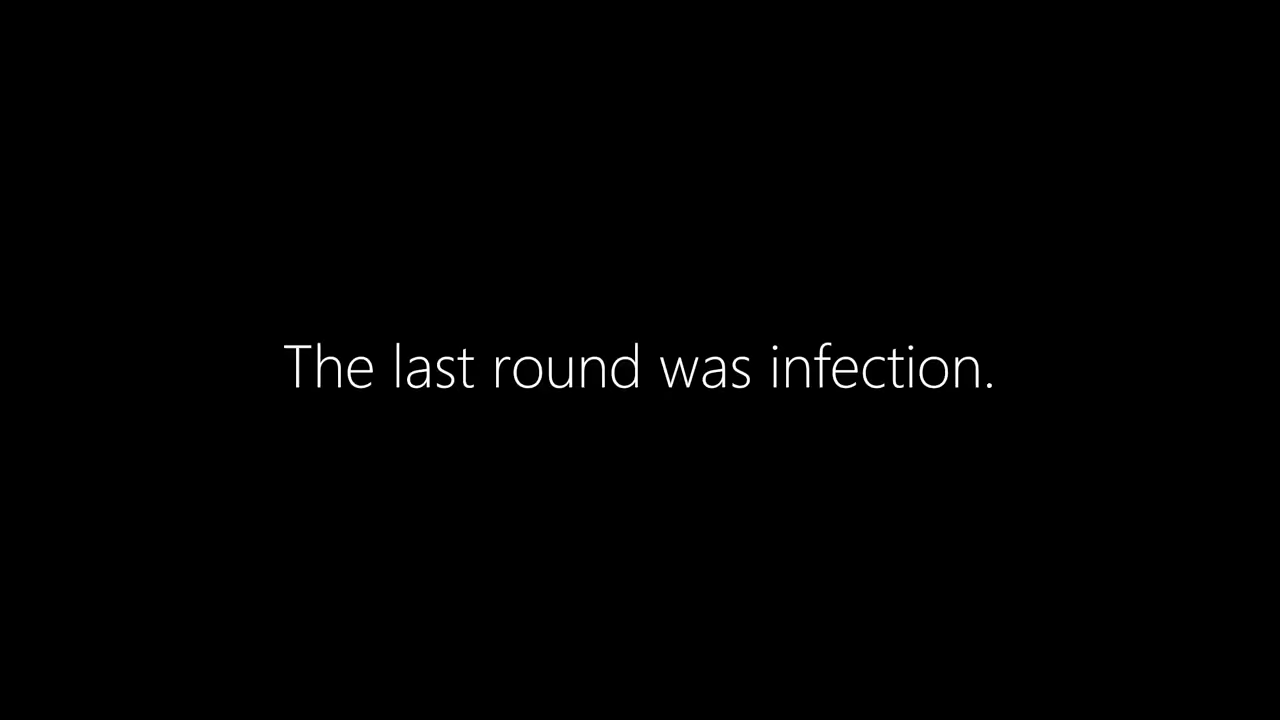 The last round was infection.